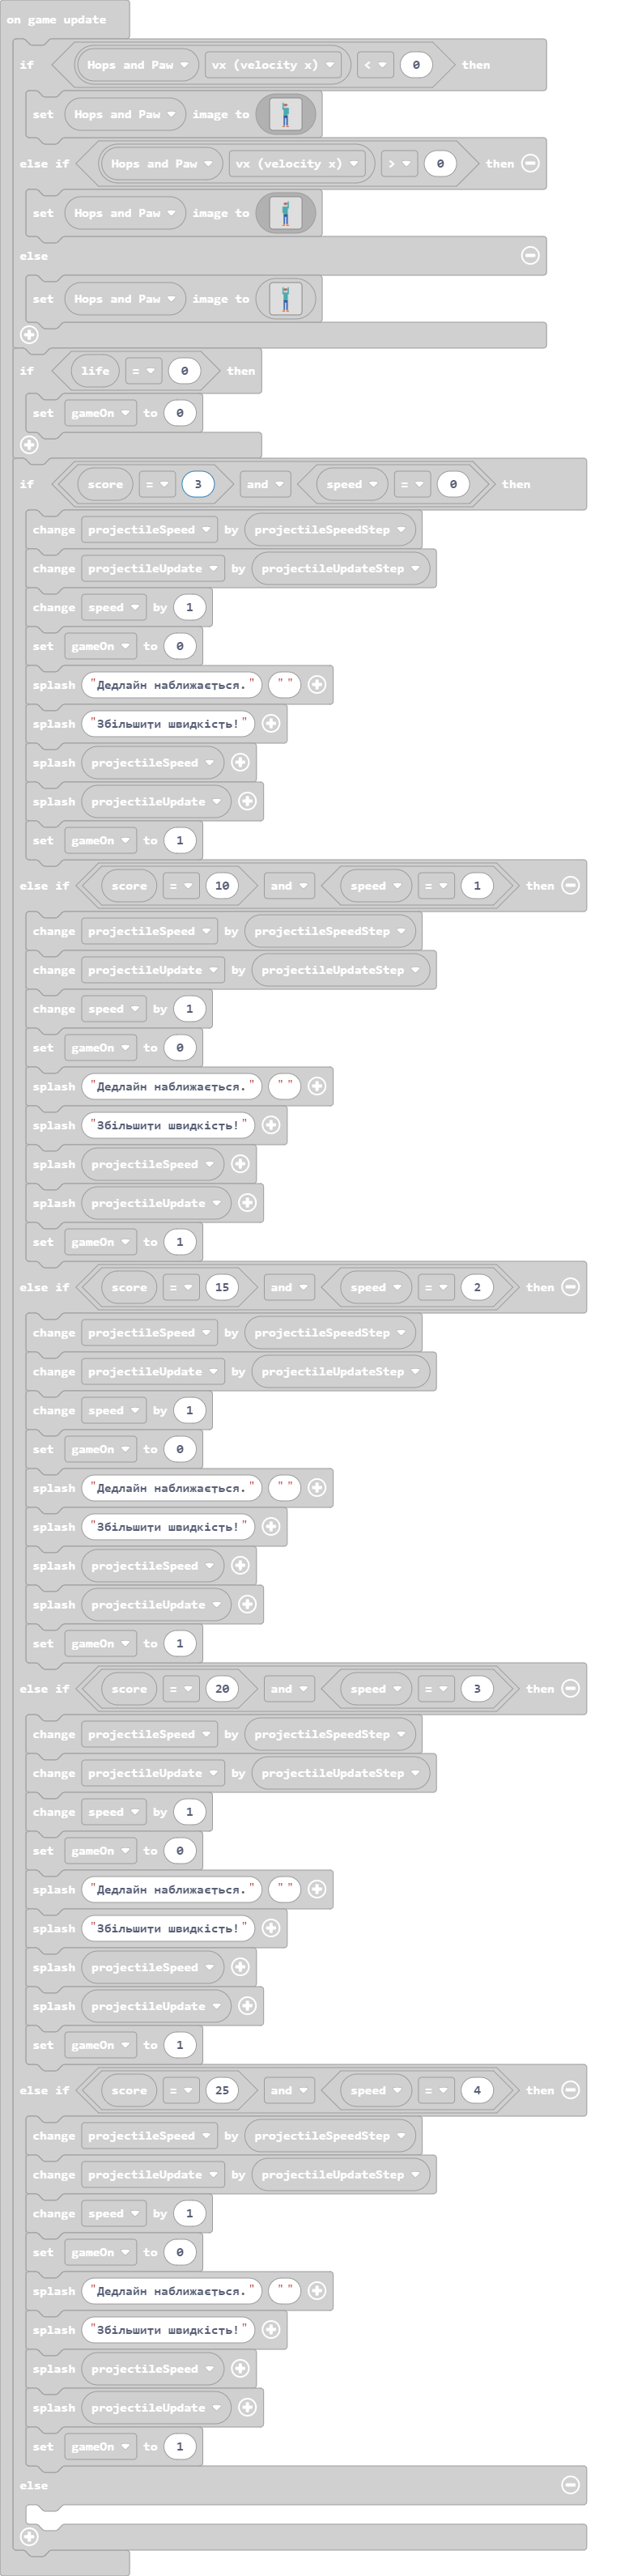 on game update
if Hops and Paw vx (velocity x) < 0 then
set Hops and Paw image to
else if Hops and Paw vx (velocity x) > 0 then
set Hops and Paw image to
else
set Hops and Paw image to
if life = 0 then
set gameOn to 0
if score = 3 and speed = 0 then
change projectileSpeed by projectileSpeedStep
change projectileUpdate by projectileUpdateStep
change speed by 1
set gameOn to 0
splash "Дедлайн наближається." " "
splash "Збільшити швидкість!"
splash projectileSpeed
splash projectileUpdate
set gameOn to 1
else if score = 10 and speed = 1 then
change projectileSpeed by projectileSpeedStep
change projectileUpdate by projectileUpdateStep
change speed by 1
set gameOn to 0
splash "Дедлайн наближається." " "
splash "Збільшити швидкість!"
splash projectileSpeed
splash projectileUpdate
set gameOn to 1
else if score = 15 and speed = 2 then
change projectileSpeed by projectileSpeedStep
change projectileUpdate by projectileUpdateStep
change speed by 1
set gameOn to 0
splash "Дедлайн наближається." " "
splash "Збільшити швидкість!"
splash projectileSpeed
splash projectileUpdate
set gameOn to 1
else if score = 20 and speed = 3 then
change projectileSpeed by projectileSpeedStep
change projectileUpdate by projectileUpdateStep
change speed by 1
set gameOn to 0
splash "Дедлайн наближається." " "
splash "Збільшити швидкість!"
splash projectileSpeed
splash projectileUpdate
set gameOn to 1
else if score = 25 and speed = 4 then
change projectileSpeed by projectileSpeedStep
change projectileUpdate by projectileUpdateStep
change speed by 1
set gameOn to 0
splash "Дедлайн наближається." " "
splash "Збільшити швидкість!"
splash projectileSpeed
splash projectileUpdate
set gameOn to 1
else